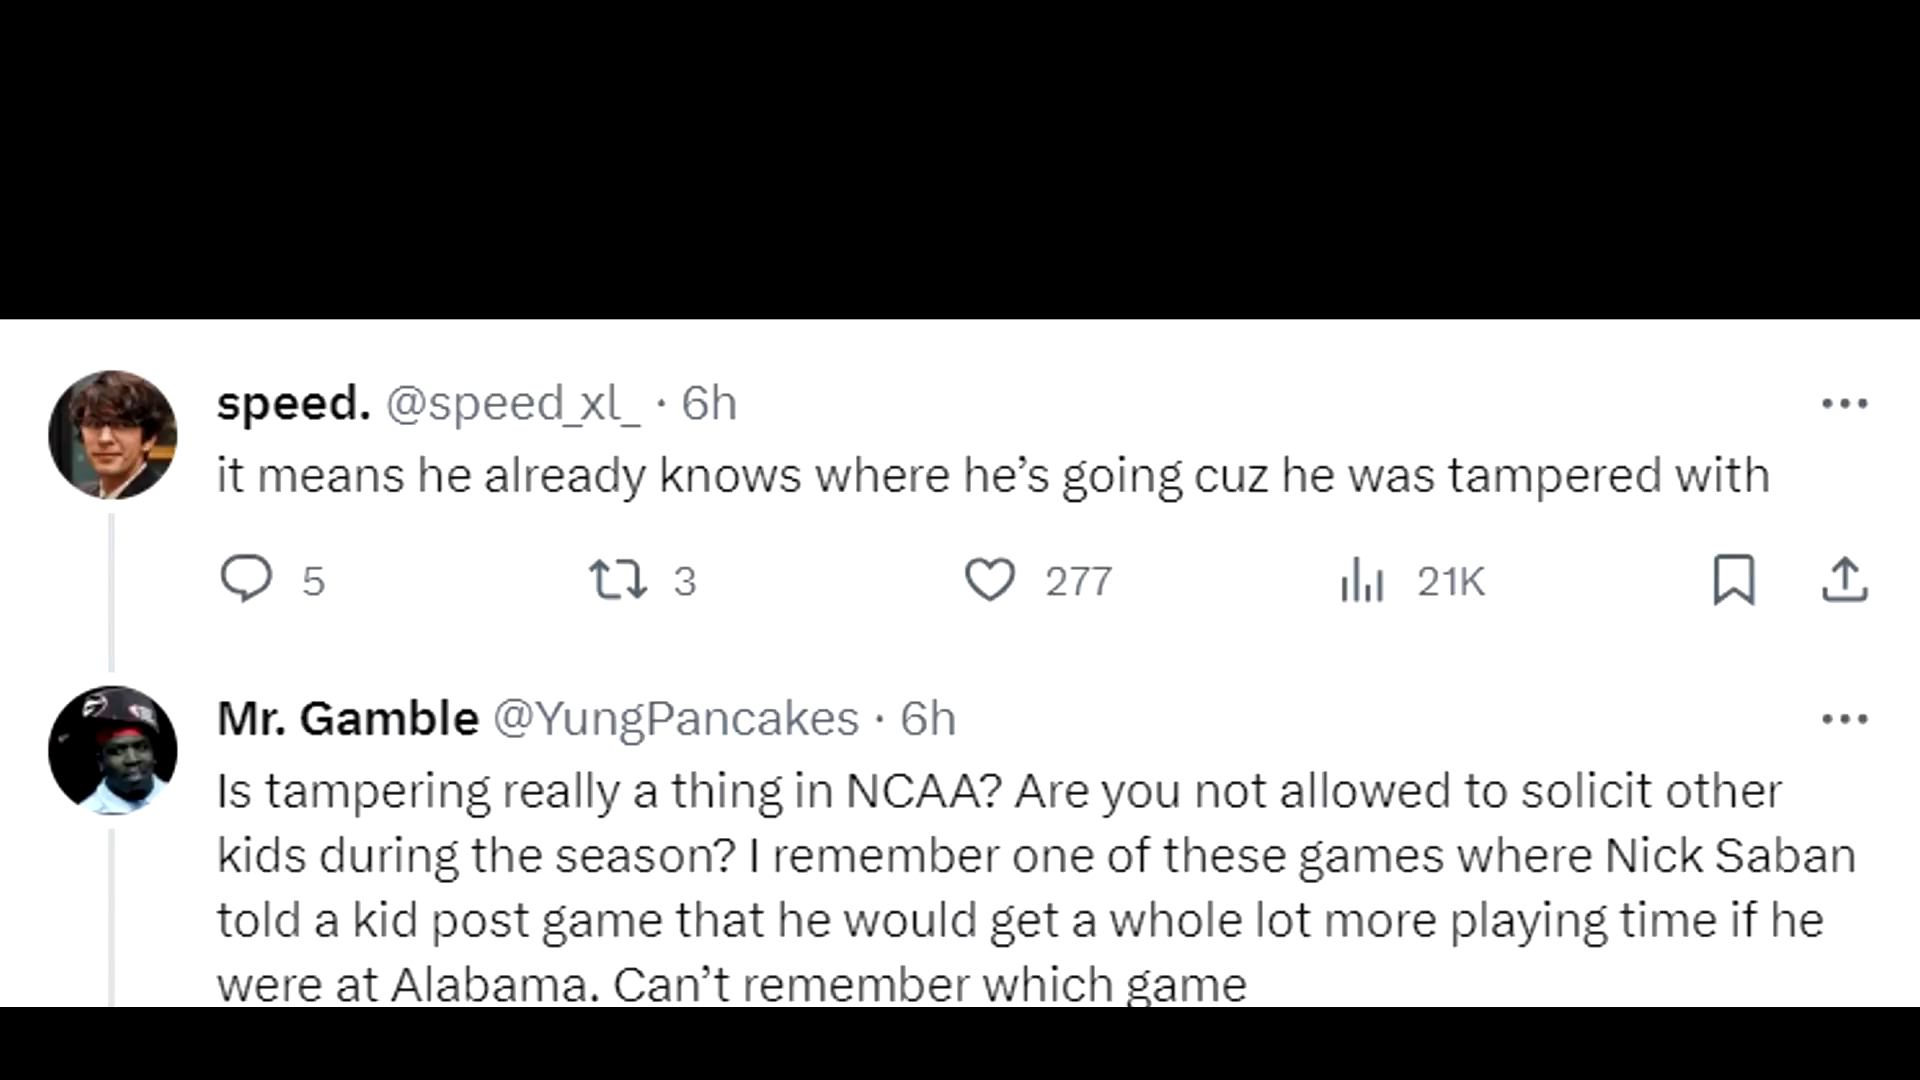 speed. @speed_xl_ · 6h
it means he already knows where he’s going cuz he was tampered with
5 3 277 21K
Mr. Gamble @YungPancakes · 6h
Is tampering really a thing in NCAA? Are you not allowed to solicit other
kids during the season? I remember one of these games where Nick Saban
told a kid post game that he would get a whole lot more playing time if he
were at Alabama. Can’t remember which game